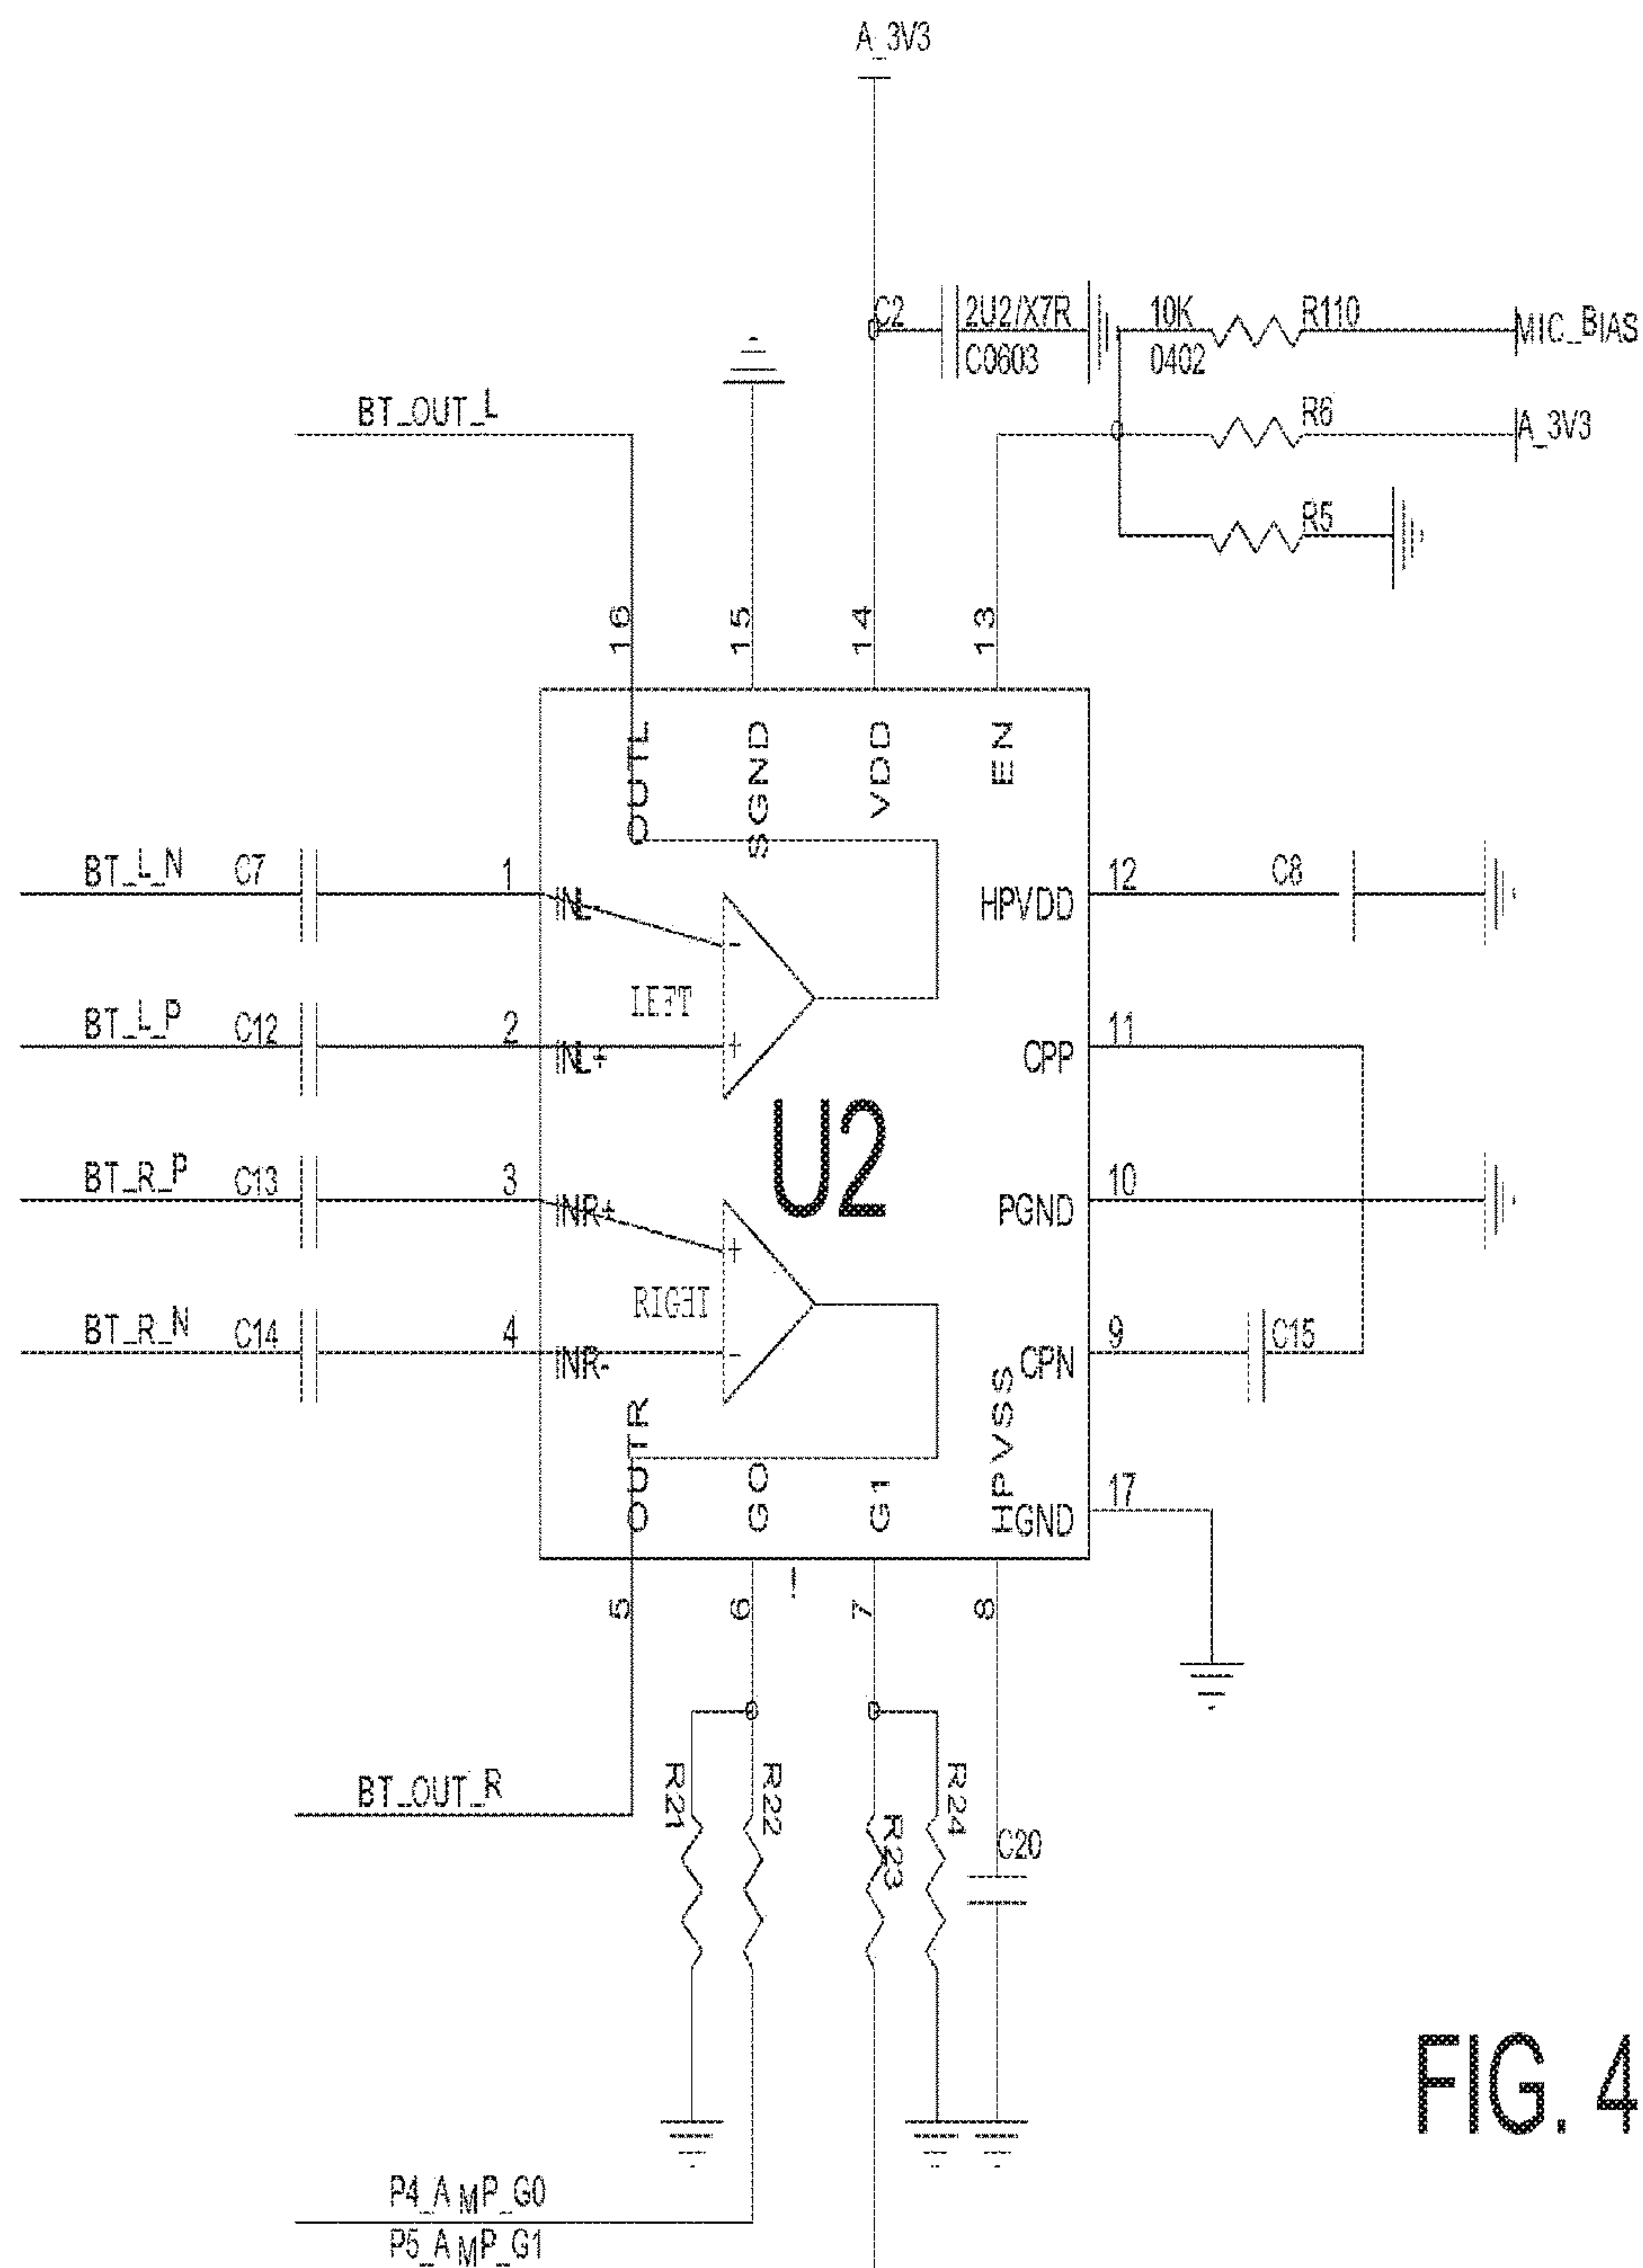 A_3V3
C2
2U2/X7R
C0603
10K
0402
R110
MIC_BIAS
BT_OUT_L
R6
A_3V3
R5
16
15
14
13
OUTL
SGND
VDD
EN
BT_L_N
C7
1
INL-
12
HPVDD
C8
-
LEFT
BT_L_P
C12
2
INL+
+
11
CPP
U2
BT_R_P
C13
3
INR+
+
10
PGND
RIGHT
BT_R_N
C14
4
INR-
-
9
CPN
C15
OUTR
G0
G1
HPVSS
17
GND
5
6
7
8
BT_OUT_R
R21
R22
R23
R24
C20
P4_AMP_G0
P5_AMP_G1
FIG. 4